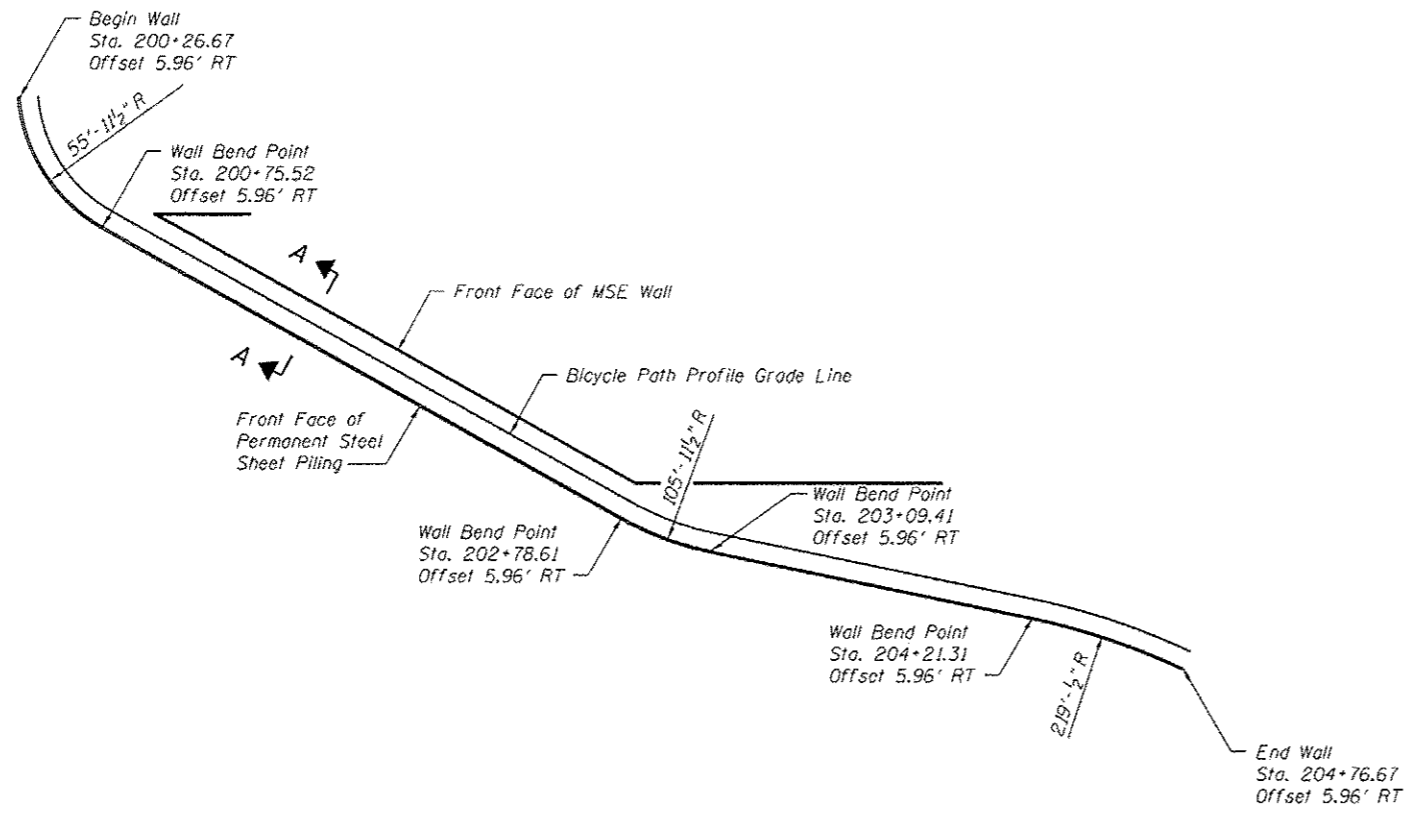 Begin Wall
Sta. 200+26.67
Offset 5.96' RT
55'-11½" R
Wall Bend Point
Sta. 200+75.52
Offset 5.96' RT
A
Front Face of MSE Wall
A
Bicycle Path Profile Grade Line
Front Face of
Permanent Steel
Sheet Piling
105'-11½" R
Wall Bend Point
Sta. 203+09.41
Offset 5.96' RT
Wall Bend Point
Sta. 202+78.61
Offset 5.96' RT
Wall Bend Point
Sta. 204+21.31
Offset 5.96' RT
219'-½" R
End Wall
Sta. 204+76.67
Offset 5.96' RT